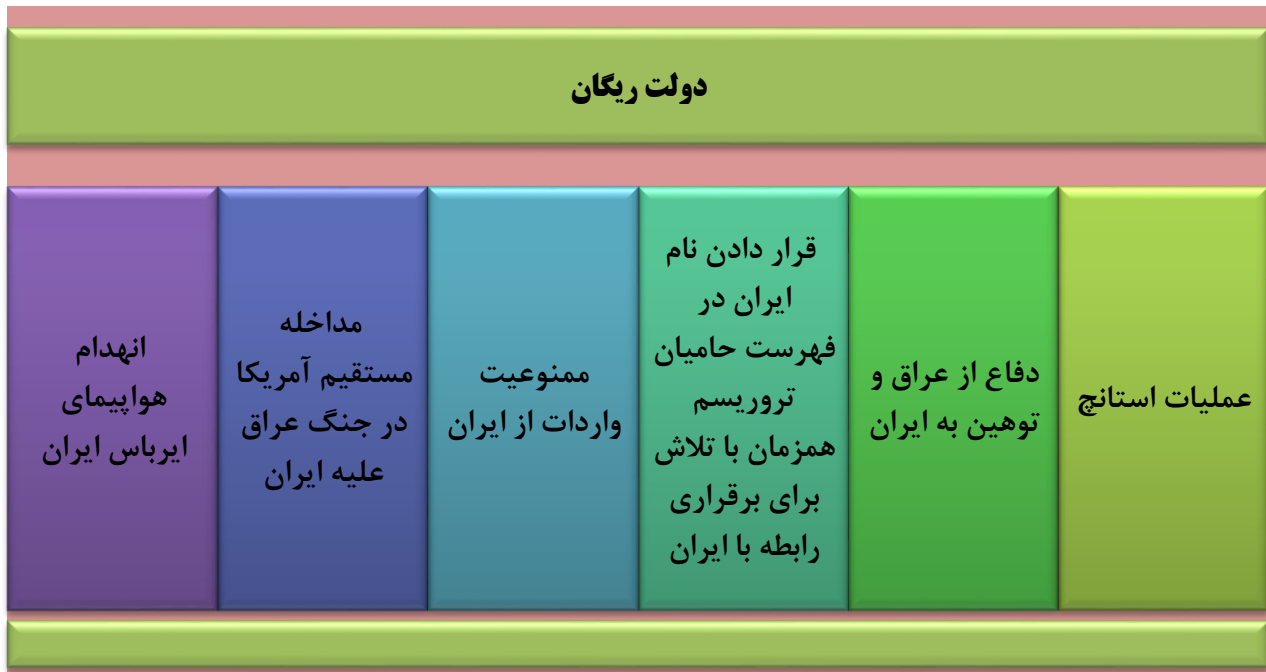 دولت ریگان
عملیات استانچ
دفاع از عراق و
توهین به ایران
قرار دادن نام
ایران در
فهرست حامیان
تروریسم
همزمان با تلاش
برای برقراری
رابطه با ایران
ممنوعیت
واردات از ایران
مداخله
مستقیم آمریکا
در جنگ عراق
علیه ایران
انهدام
هواپیمای
ایرباس ایران